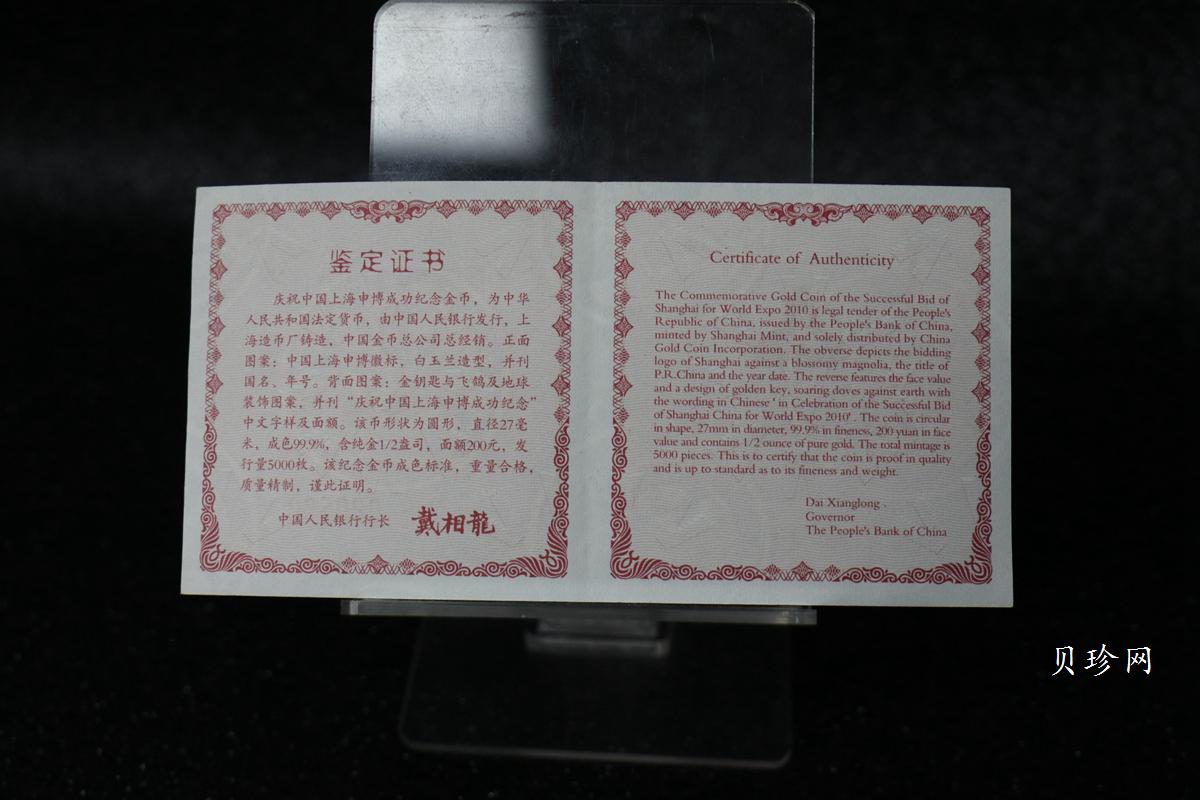 鉴定证书
庆祝中国上海申博成功纪念金币，为中华
人民共和国法定货币，由中国人民银行发行，上
海造币厂铸造，中国金币总公司总经销。正面
图案：中国上海申博徽标，白玉兰造型，并刊
国名、年号。背面图案：金钥匙与飞鸽及地球
装饰图案，并刊“庆祝中国上海申博成功纪念”
中文字样及面额。该币形状为圆形，直径27毫
米，成色99.9%，含纯金1/2盎司，面额200元，发
行量5000枚。该纪念金币成色标准，重量合格，
质量精制，谨此证明。
中国人民银行行长 戴相龍
Certificate of Authenticity
The Commemorative Gold Coin of the Successful Bid of
Shanghai for World Expo 2010 is legal tender of the People's
Republic of China, issued by the People's Bank of China,
minted by Shanghai Mint, and solely distributed by China
Gold Coin Incorporation. The obverse depicts the bidding
logo of Shanghai against a blossomy magnolia, the title of
P.R.China and the year date. The reverse features the face value
and a design of golden key, soaring doves against earth with
the wording in Chinese ' in Celebration of the Successful Bid
of Shanghai China for World Expo 2010' . The coin is circular
in shape, 27mm in diameter, 99.9% in fineness, 200 yuan in face
value and contains 1/2 ounce of pure gold. The total mintage is
5000 pieces. This is to certify that the coin is proof in quality
and is up to standard as to its fineness and weight.
Dai Xianglong
Governor
The People's Bank of China
贝珍网